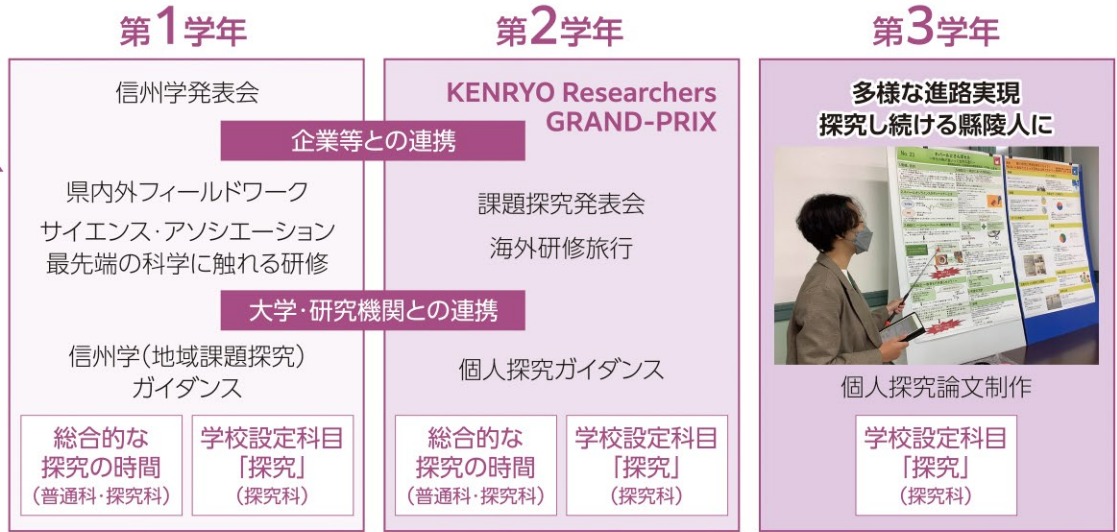 第1学年
信州学発表会
企業等との連携
県内外フィールドワーク
サイエンス・アソシエーション
最先端の科学に触れる研修
大学・研究機関との連携
信州学(地域課題探究)
ガイダンス
総合的な
探究の時間
(普通科・探究科)
学校設定科目
「探究」
(探究科)
第2学年
KENRYO Researchers
GRAND-PRIX
課題探究発表会
海外研修旅行
個人探究ガイダンス
総合的な
探究の時間
(普通科・探究科)
学校設定科目
「探究」
(探究科)
第3学年
多様な進路実現
探究し続ける縣陵人に
個人探究論文制作
学校設定科目
「探究」
(探究科)